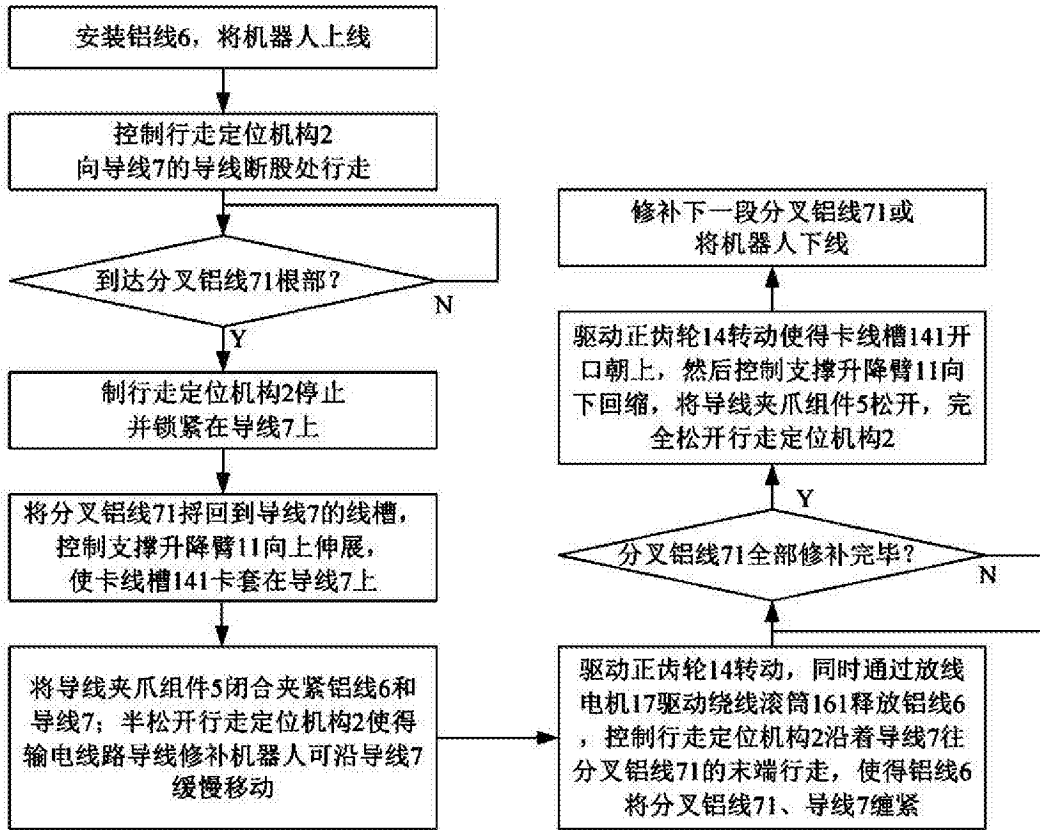 安装铝线6，将机器人上线
控制行走定位机构2
向导线7的导线断股处行走
到达分叉铝线71根部？
N
Y
制行走定位机构2停止
并锁紧在导线7上
将分叉铝线71捋回到导线7的线槽，
控制支撑升降臂11向上伸展，
使卡线槽141卡套在导线7上
将导线夹爪组件5闭合夹紧铝线6和
导线7；半松开行走定位机构2使得
输电线路导线修补机器人可沿导线7
缓慢移动
驱动正齿轮14转动，同时通过放线
电机17驱动绕线滚筒161释放铝线6
，控制行走定位机构2沿着导线7往
分叉铝线71的末端行走，使得铝线6
将分叉铝线71、导线7缠紧
分叉铝线71全部修补完毕？
N
Y
驱动正齿轮14转动使得卡线槽141开
口朝上，然后控制支撑升降臂11向
下回缩，将导线夹爪组件5松开，完
全松开行走定位机构2
修补下一段分叉铝线71或
将机器人下线